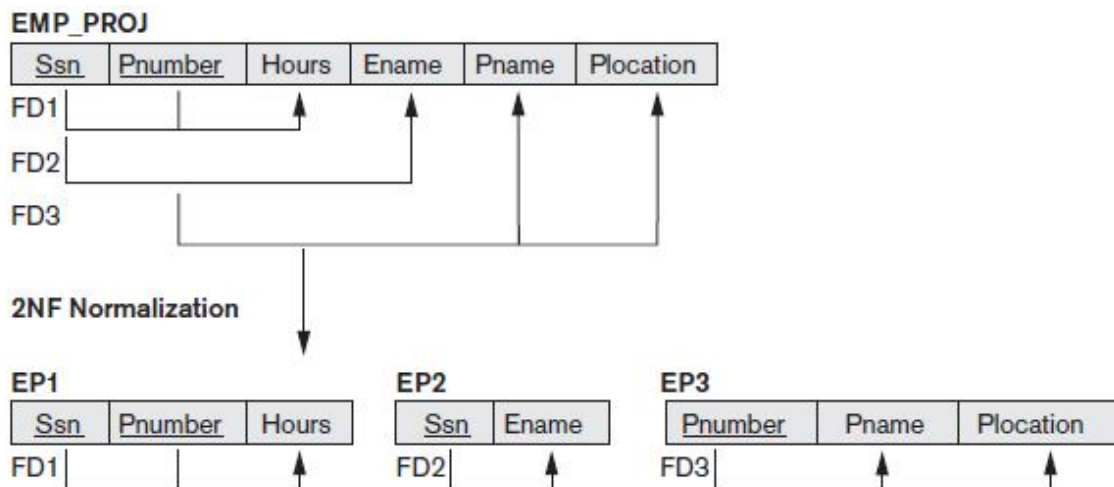 EMP_PROJ
Ssn Pnumber Hours Ename Pname Plocation
FD1
FD2
FD3
2NF Normalization
EP1 EP2 EP3
Ssn Pnumber Hours Ssn Ename Pnumber Pname Plocation
FD1 FD2 FD3